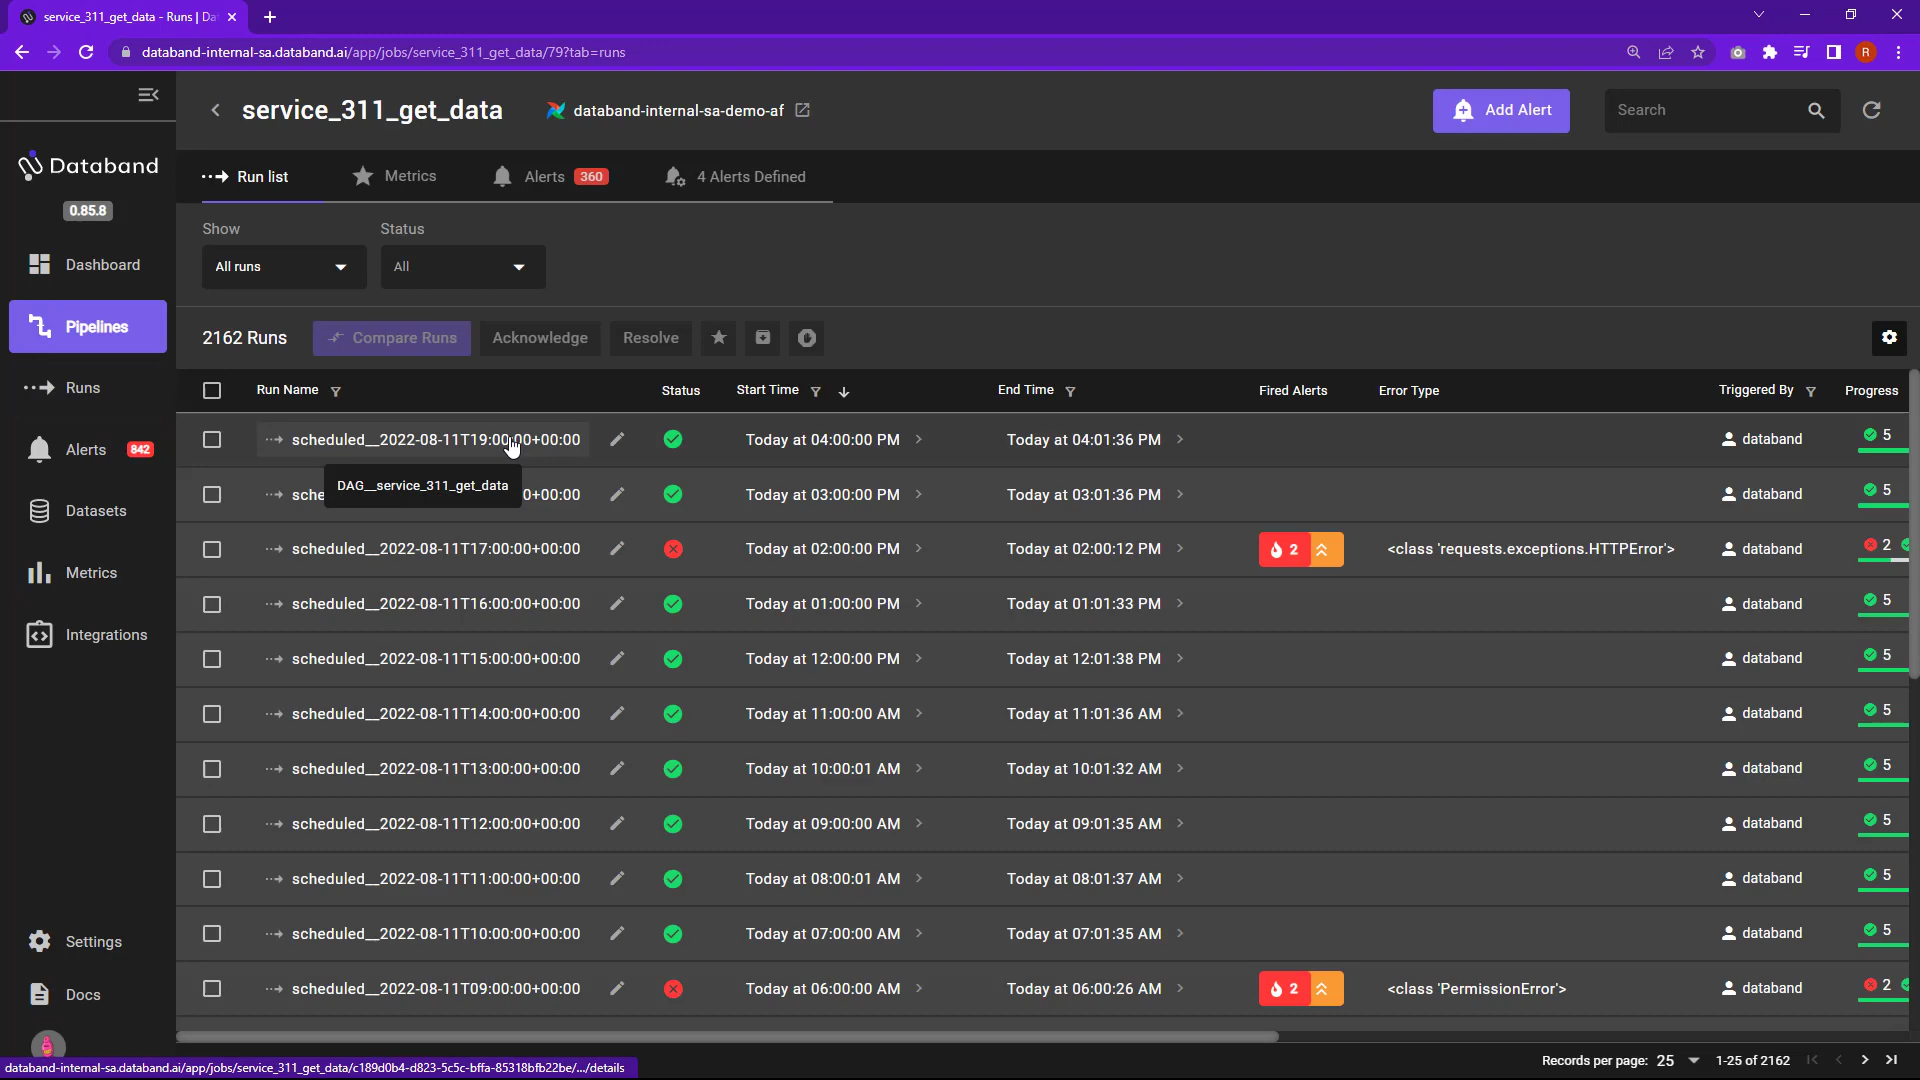 service_311_get_data - Runs | Da
databand-internal-sa.databand.ai/app/jobs/service_311_get_data/79?tab=runs
R
service_311_get_data
databand-internal-sa-demo-af
Add Alert
Search
Databand
0.85.8
Dashboard
Pipelines
Runs
Alerts 842
Datasets
Metrics
Integrations
Settings
Docs
Run list
Metrics
Alerts 360
4 Alerts Defined
Show
Status
All runs
All
2162 Runs
Compare Runs
Acknowledge
Resolve
Run Name Status Start Time End Time Fired Alerts Error Type Triggered By Progress
scheduled__2022-08-11T19:00:00+00:00 Today at 04:00:00 PM Today at 04:01:36 PM databand 5
DAG__service_311_get_data
sche 0+00:00 Today at 03:00:00 PM Today at 03:01:36 PM databand 5
scheduled__2022-08-11T17:00:00+00:00 Today at 02:00:00 PM Today at 02:00:12 PM 2 <class 'requests.exceptions.HTTPError'> databand 2
scheduled__2022-08-11T16:00:00+00:00 Today at 01:00:00 PM Today at 01:01:33 PM databand 5
scheduled__2022-08-11T15:00:00+00:00 Today at 12:00:00 PM Today at 12:01:38 PM databand 5
scheduled__2022-08-11T14:00:00+00:00 Today at 11:00:00 AM Today at 11:01:36 AM databand 5
scheduled__2022-08-11T13:00:00+00:00 Today at 10:00:01 AM Today at 10:01:32 AM databand 5
scheduled__2022-08-11T12:00:00+00:00 Today at 09:00:00 AM Today at 09:01:35 AM databand 5
scheduled__2022-08-11T11:00:00+00:00 Today at 08:00:01 AM Today at 08:01:37 AM databand 5
scheduled__2022-08-11T10:00:00+00:00 Today at 07:00:00 AM Today at 07:01:35 AM databand 5
scheduled__2022-08-11T09:00:00+00:00 Today at 06:00:00 AM Today at 06:00:26 AM 2 <class 'PermissionError'> databand 2
Records per page: 25 1-25 of 2162
databand-internal-sa.databand.ai/app/jobs/service_311_get_data/c189d0b4-d823-5c5c-bffa-85318bfb22be/.../details